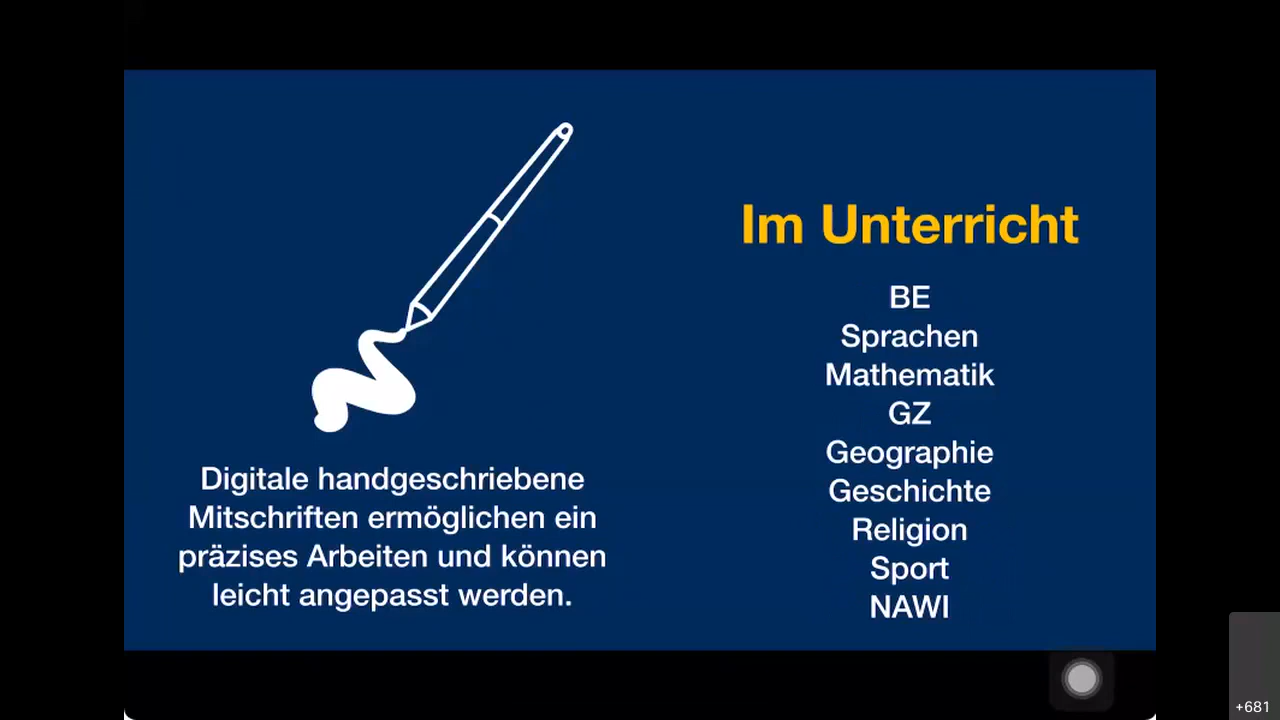 Digitale handgeschriebene
Mitschriften ermöglichen ein
präzises Arbeiten und können
leicht angepasst werden.
Im Unterricht
BE
Sprachen
Mathematik
GZ
Geographie
Geschichte
Religion
Sport
NAWI
+681